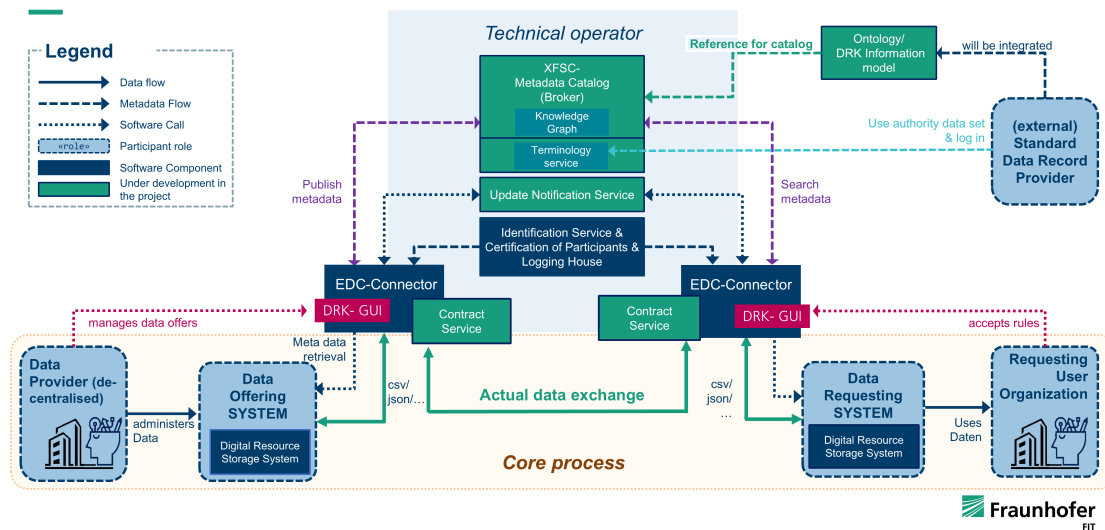 Technical operator
Legend
Data flow
Metadata Flow
Software Call
«role»
Participant role
Software Component
Under development in
the project
XFSC-
Metadata Catalog
(Broker)
Knowledge
Graph
Terminology
service
Reference for catalog
Ontology/
DRK Information
model
will be integrated
(external)
Standard
Data Record
Provider
Use authority data set
& log in
Publish
metadata
Update Notification Service
Search
metadata
Identification Service &
Certification of Participants &
Logging House
EDC-Connector
DRK- GUI
Contract
Service
EDC-Connector
Contract
Service
DRK- GUI
manages data offers
accepts rules
Meta data
retrieval
Data
Provider (de-
centralised)
administers
Data
Data
Offering
SYSTEM
Digital Resource
Storage System
csv/
json/…
Actual data exchange
csv/
json/
…
Data
Requesting
SYSTEM
Digital Resource
Storage System
Uses
Daten
Requesting
User
Organization
Core process
Fraunhofer
FIT